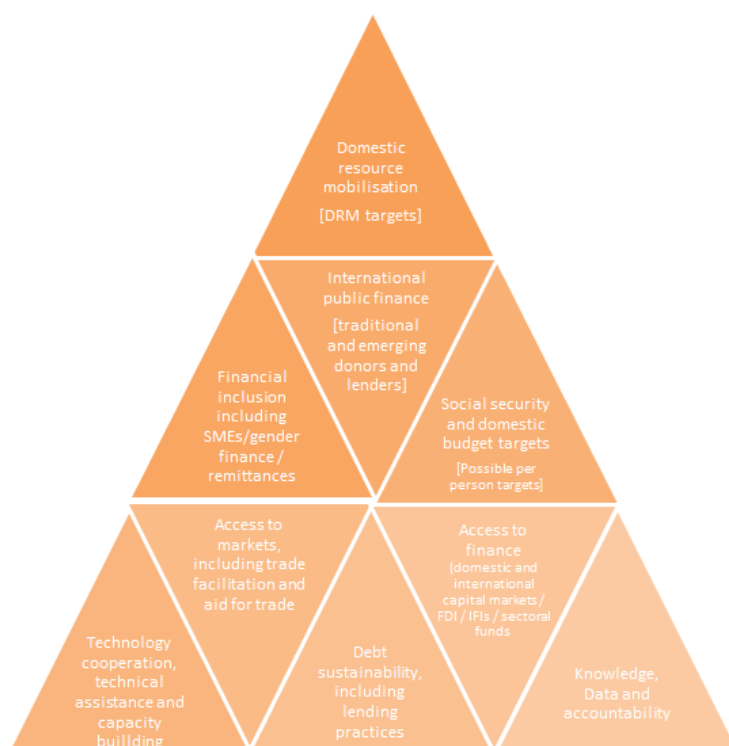 Domestic
resource
mobilisation
[DRM targets]
International
public finance
[traditional
and emerging
donors and
lenders]
Financial
inclusion
including
SMEs/gender
finance /
remittances
Social security
and domestic
budget targets
[Possible per
person targets]
Access to
markets,
including trade
facilitation and
aid for trade
Access to
finance
(domestic and
international
capital markets /
FDI / IFIs / sectoral
funds
Technology
cooperation,
technical
assistance and
capacity
buillding
Debt
sustainability,
including
lending
practices
Knowledge,
Data and
accountability